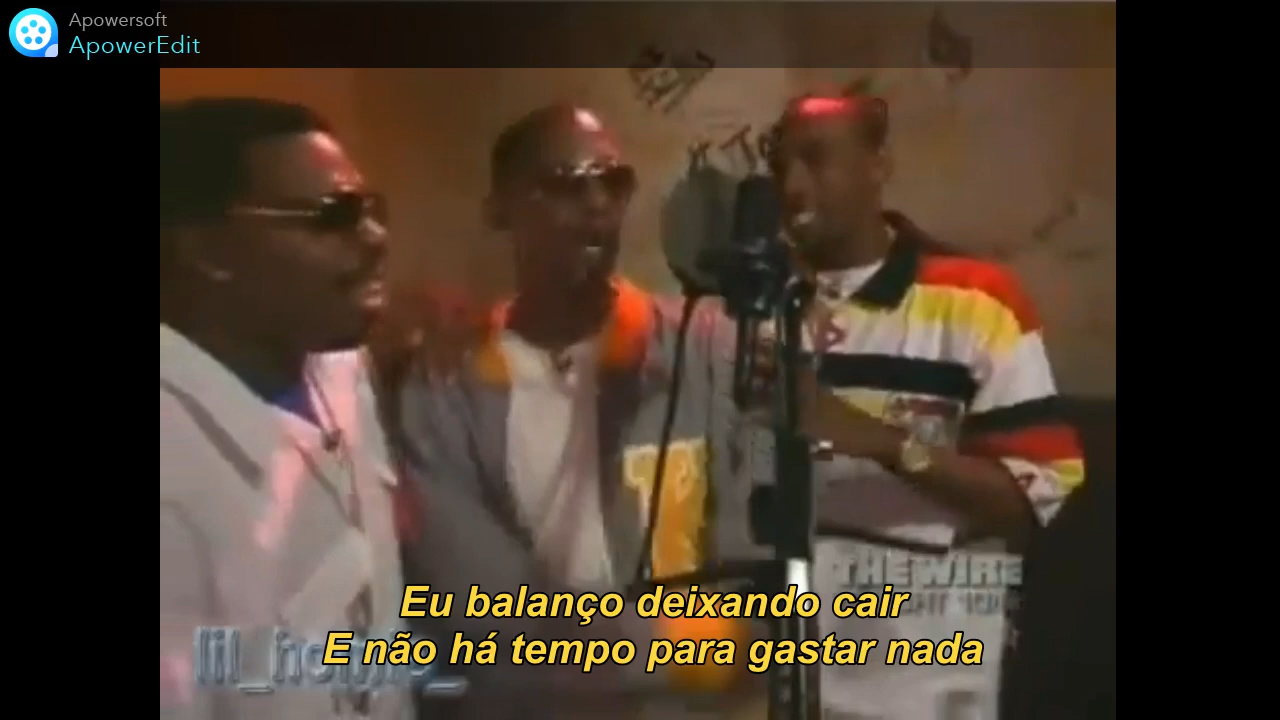 Apowersoft
ApowerEdit
THE WIRE
Eu balanço deixando cair
E não há tempo para gastar nada